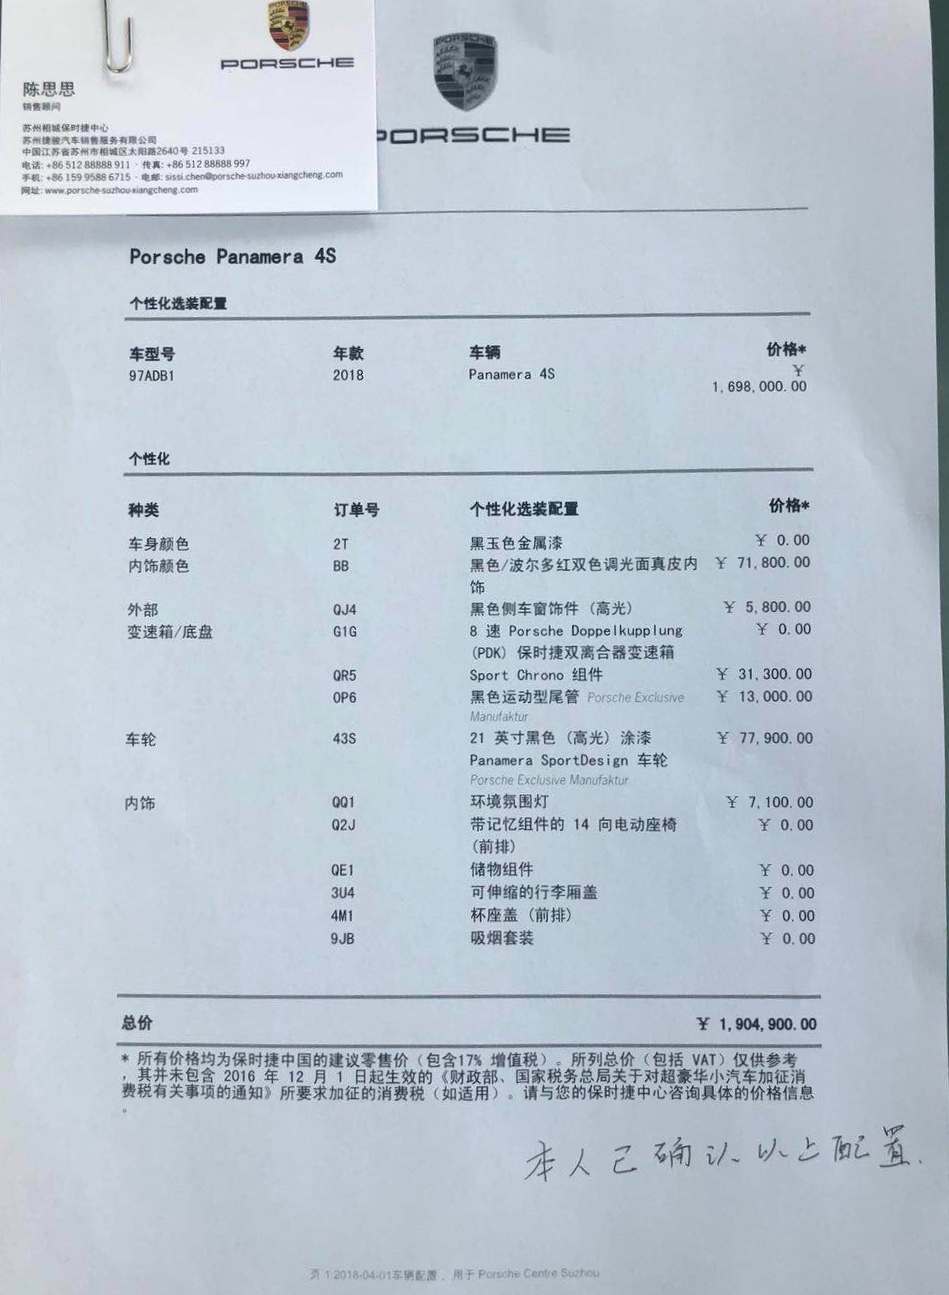 PORSCHE
陈思思
销售顾问
苏州相城保时捷中心
苏州捷骏汽车销售服务有限公司
中国江苏省苏州市相城区太阳路2640号 215133
电话: +86 512 88888 911 · 传真: +86 512 88888 997
手机: +86 159 9588 6715 · 电邮: sissi.chen@porsche-suzhou-xiangcheng.com
网址: www.porsche-suzhou-xiangcheng.com
PORSCHE
PORSCHE
Porsche Panamera 4S
个性化选装配置
车型号 年款 车辆 价格*
97ADB1 2018 Panamera 4S ¥
1,698,000.00
个性化
种类 订单号 个性化选装配置 价格*
车身颜色 2T 黑玉色金属漆 ¥ 0.00
内饰颜色 BB 黑色/波尔多红双色调光面真皮内 ¥ 71,800.00
饰
外部 QJ4 黑色侧车窗饰件 (高光) ¥ 5,800.00
变速箱/底盘 G1G 8 速 Porsche Doppelkupplung ¥ 0.00
(PDK) 保时捷双离合器变速箱
QR5 Sport Chrono 组件 ¥ 31,300.00
0P6 黑色运动型尾管 Porsche Exclusive ¥ 13,000.00
Manufaktur
车轮 43S 21 英寸黑色 (高光) 涂漆 ¥ 77,900.00
Panamera SportDesign 车轮
Porsche Exclusive Manufaktur
内饰 QQ1 环境氛围灯 ¥ 7,100.00
Q2J 带记忆组件的 14 向电动座椅 ¥ 0.00
(前排)
QE1 储物组件 ¥ 0.00
3U4 可伸缩的行李厢盖 ¥ 0.00
4M1 杯座盖 (前排) ¥ 0.00
9JB 吸烟套装 ¥ 0.00
总价 ¥ 1,904,900.00
* 所有价格均为保时捷中国的建议零售价（包含17% 增值税）。所列总价（包括 VAT）仅供参考
，其并未包含 2016 年 12 月 1 日起生效的《财政部、国家税务总局关于对超豪华小汽车加征消
费税有关事项的通知》所要求加征的消费税（如适用）。请与您的保时捷中心咨询具体的价格信息
。
本人已确认以上配置.
页 1 2018-04-01车辆配置， 用于 Porsche Centre Suzhou